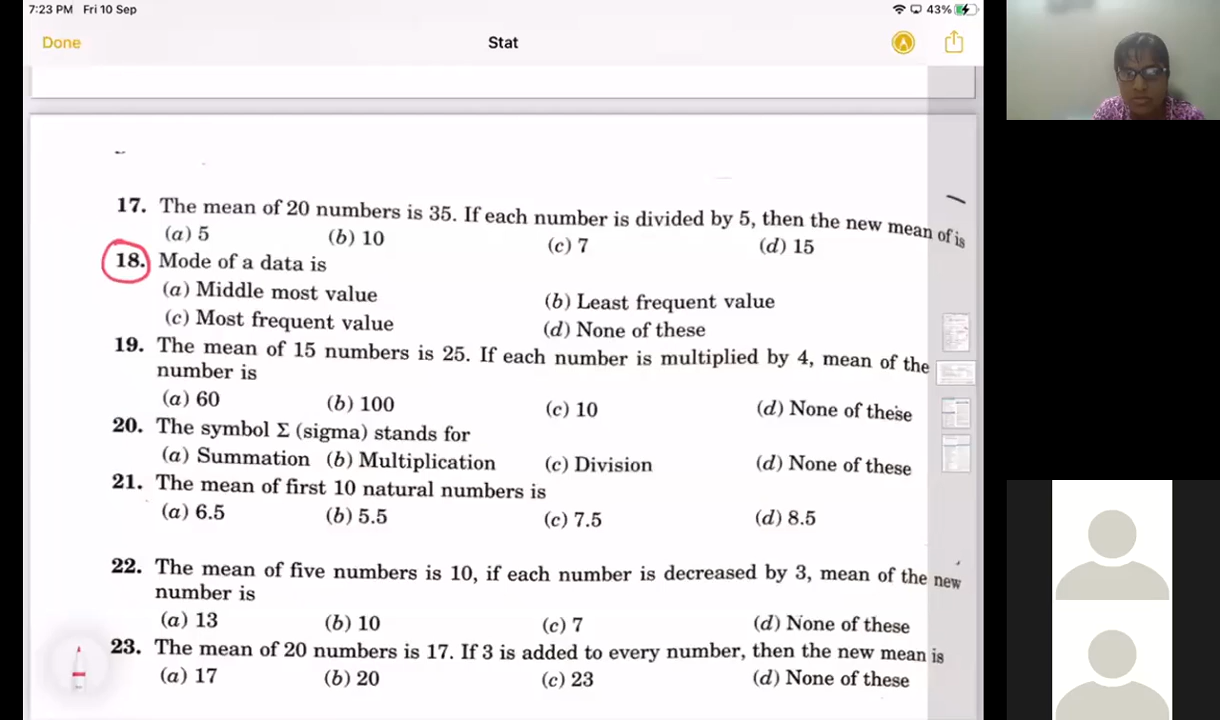 7:23 PM Fri 10 Sep
43%
Done
Stat
17. The mean of 20 numbers is 35. If each number is divided by 5, then the new mean of is
(a) 5 (b) 10 (c) 7 (d) 15
18. Mode of a data is
(a) Middle most value (b) Least frequent value
(c) Most frequent value (d) None of these
19. The mean of 15 numbers is 25. If each number is multiplied by 4, mean of the
number is
(a) 60 (b) 100 (c) 10 (d) None of these
20. The symbol Σ (sigma) stands for
(a) Summation (b) Multiplication (c) Division (d) None of these
21. The mean of first 10 natural numbers is
(a) 6.5 (b) 5.5 (c) 7.5 (d) 8.5
22. The mean of five numbers is 10, if each number is decreased by 3, mean of the new
number is
(a) 13 (b) 10 (c) 7 (d) None of these
23. The mean of 20 numbers is 17. If 3 is added to every number, then the new mean is
(a) 17 (b) 20 (c) 23 (d) None of these